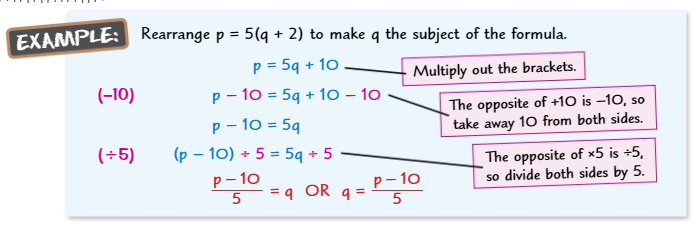 EXAMPLE:
Rearrange p = 5(q + 2) to make q the subject of the formula.
p = 5q + 10
Multiply out the brackets.
(–10)
p – 10 = 5q + 10 – 10
The opposite of +10 is –10, so
take away 10 from both sides.
p – 10 = 5q
(÷5)
(p – 10) ÷ 5 = 5q ÷ 5
The opposite of ×5 is ÷5,
so divide both sides by 5.
p – 10
5
= q OR q =
p – 10
5